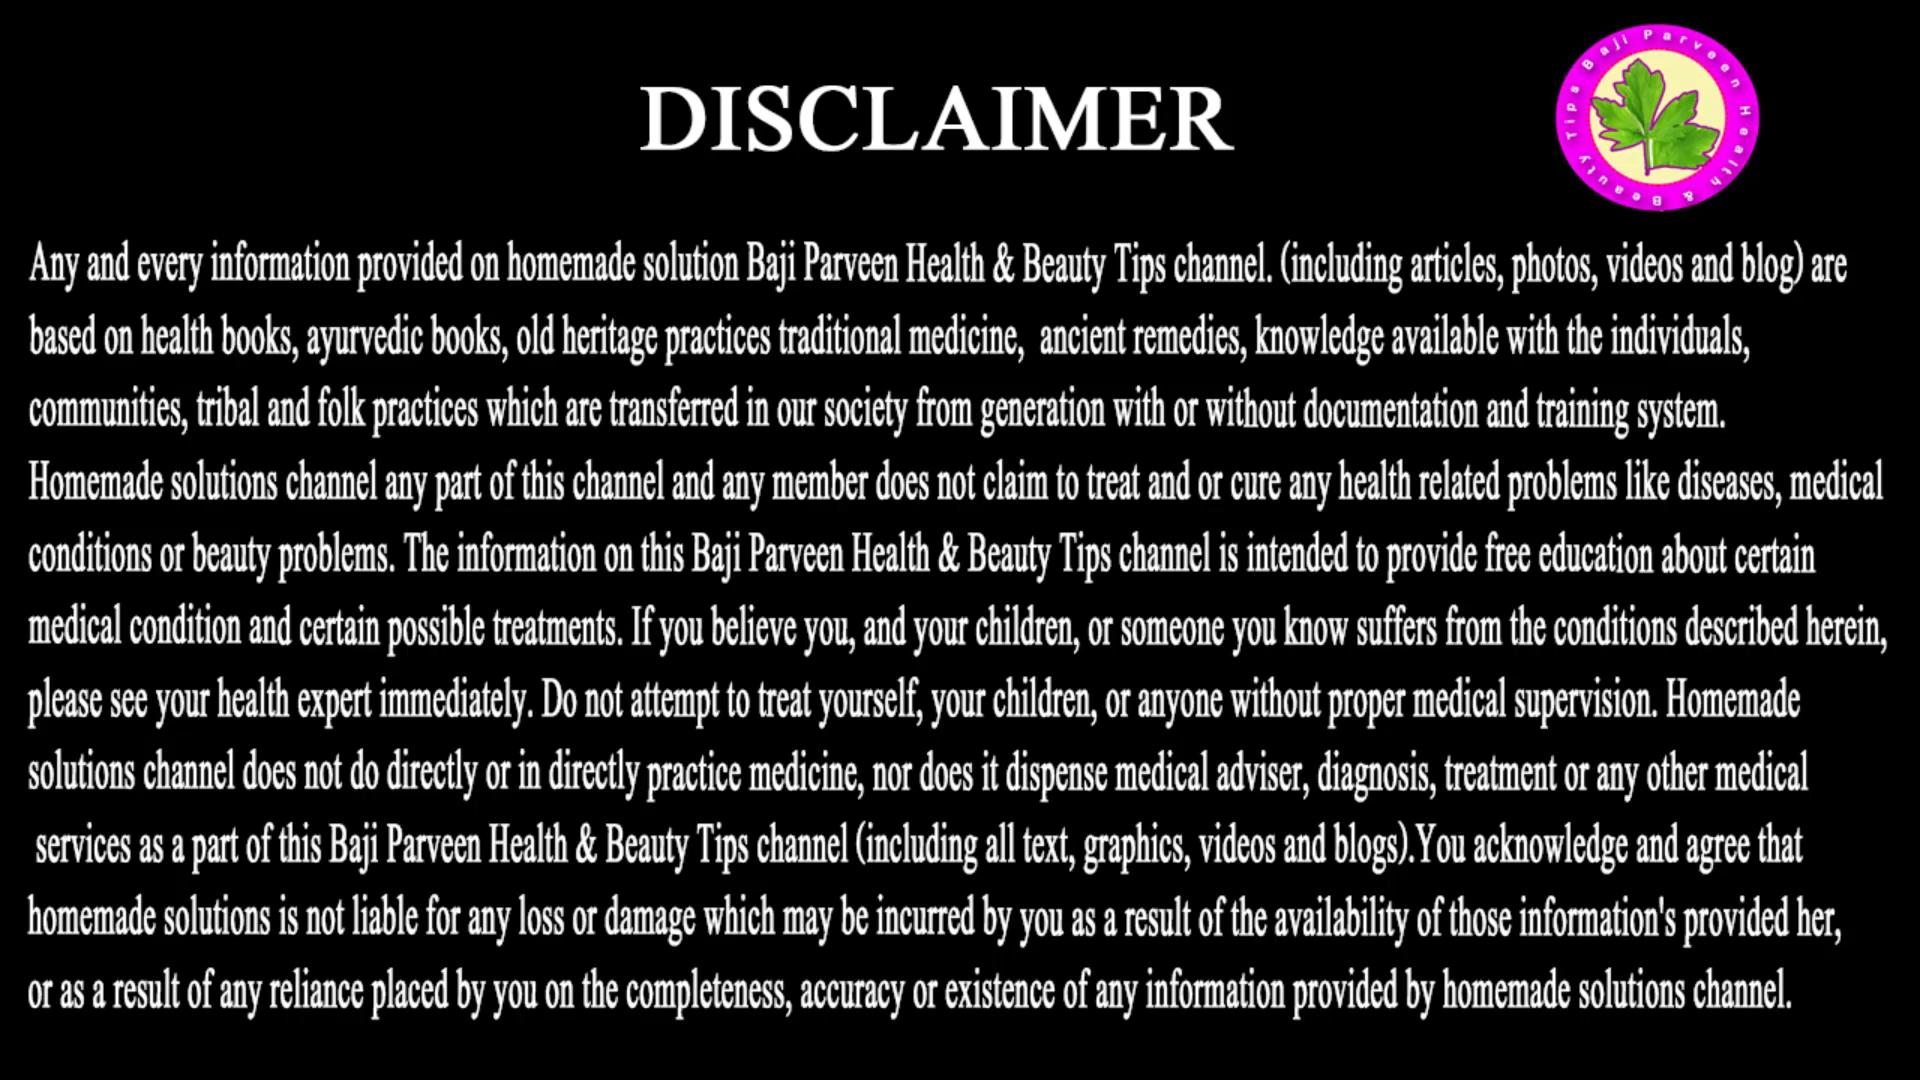 DISCLAIMER
Baji Parveen Health & Beauty Tips
Any and every information provided on homemade solution Baji Parveen Health & Beauty Tips channel. (including articles, photos, videos and blog) are
based on health books, ayurvedic books, old heritage practices traditional medicine, ancient remedies, knowledge available with the individuals,
communities, tribal and folk practices which are transferred in our society from generation with or without documentation and training system.
Homemade solutions channel any part of this channel and any member does not claim to treat and or cure any health related problems like diseases, medical
conditions or beauty problems. The information on this Baji Parveen Health & Beauty Tips channel is intended to provide free education about certain
medical condition and certain possible treatments. If you believe you, and your children, or someone you know suffers from the conditions described herein,
please see your health expert immediately. Do not attempt to treat yourself, your children, or anyone without proper medical supervision. Homemade
solutions channel does not do directly or in directly practice medicine, nor does it dispense medical adviser, diagnosis, treatment or any other medical
services as a part of this Baji Parveen Health & Beauty Tips channel (including all text, graphics, videos and blogs).You acknowledge and agree that
homemade solutions is not liable for any loss or damage which may be incurred by you as a result of the availability of those information's provided her,
or as a result of any reliance placed by you on the completeness, accuracy or existence of any information provided by homemade solutions channel.